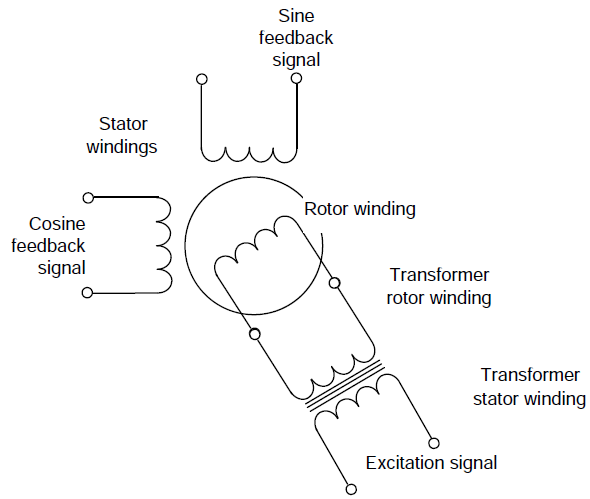 Sine
feedback
signal
Stator
windings
Rotor winding
Cosine
feedback
signal
Transformer
rotor winding
Transformer
stator winding
Excitation signal